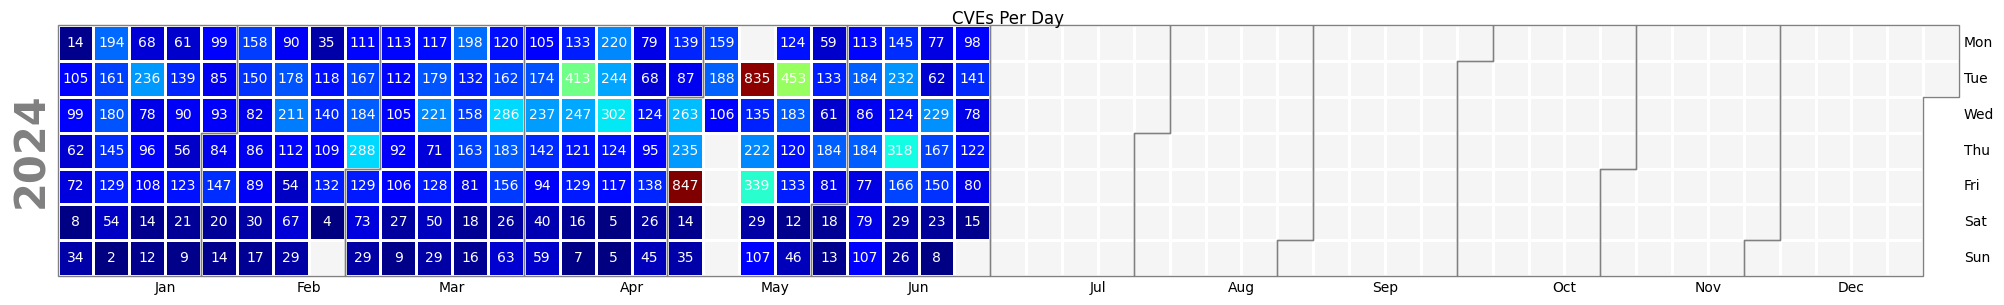 CVEs Per Day
14 194 68 61 99 158 90 35 111 113 117 198 120 105 133 220 79 139 159 124 59 113 145 77 98 Mon
105 161 236 139 85 150 178 118 167 112 179 132 162 174 413 244 68 87 188 835 453 133 184 232 62 141 Tue
99 180 78 90 93 82 211 140 184 105 221 158 286 237 247 302 124 263 106 135 183 61 86 124 229 78 Wed
62 145 96 56 84 86 112 109 288 92 71 163 183 142 121 124 95 235 222 120 184 184 318 167 122 Thu
72 129 108 123 147 89 54 132 129 106 128 81 156 94 129 117 138 847 339 133 81 77 166 150 80 Fri
8 54 14 21 20 30 67 4 73 27 50 18 26 40 16 5 26 14 29 12 18 79 29 23 15 Sat
34 2 12 9 14 17 29 29 9 29 16 63 59 7 5 45 35 107 46 13 107 26 8 Sun
2024
Jan Feb Mar Apr May Jun Jul Aug Sep Oct Nov Dec